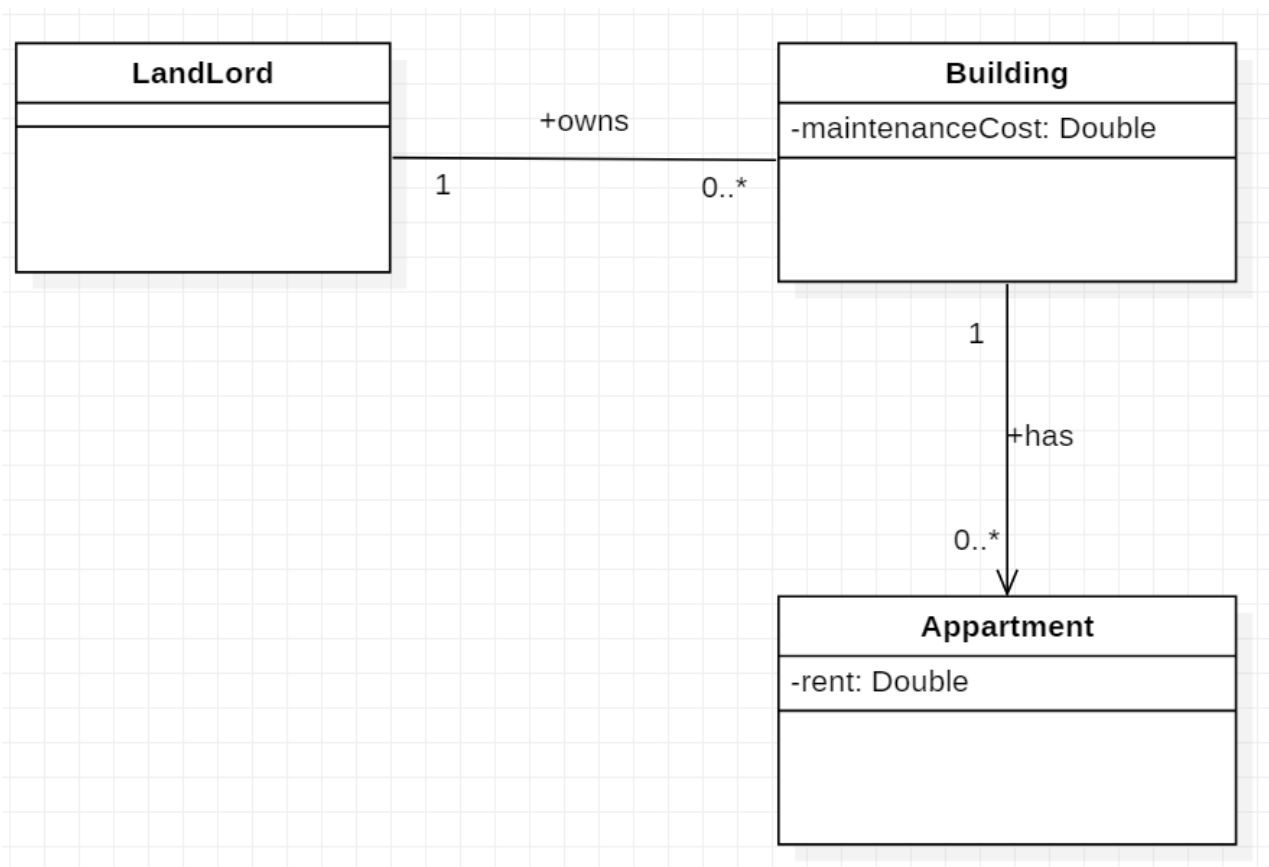 LandLord
+owns
1
0..*
Building
-maintenanceCost: Double
1
+has
0..*
Appartment
-rent: Double